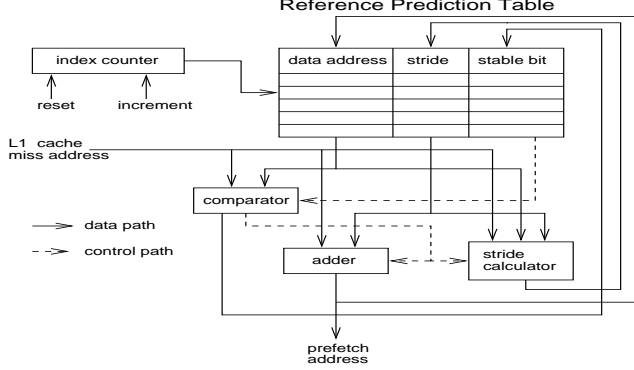 Reference Prediction Table
index counter
data address stride stable bit
reset increment
L1 cache
miss address
comparator
data path
control path
adder
stride
calculator
prefetch
address